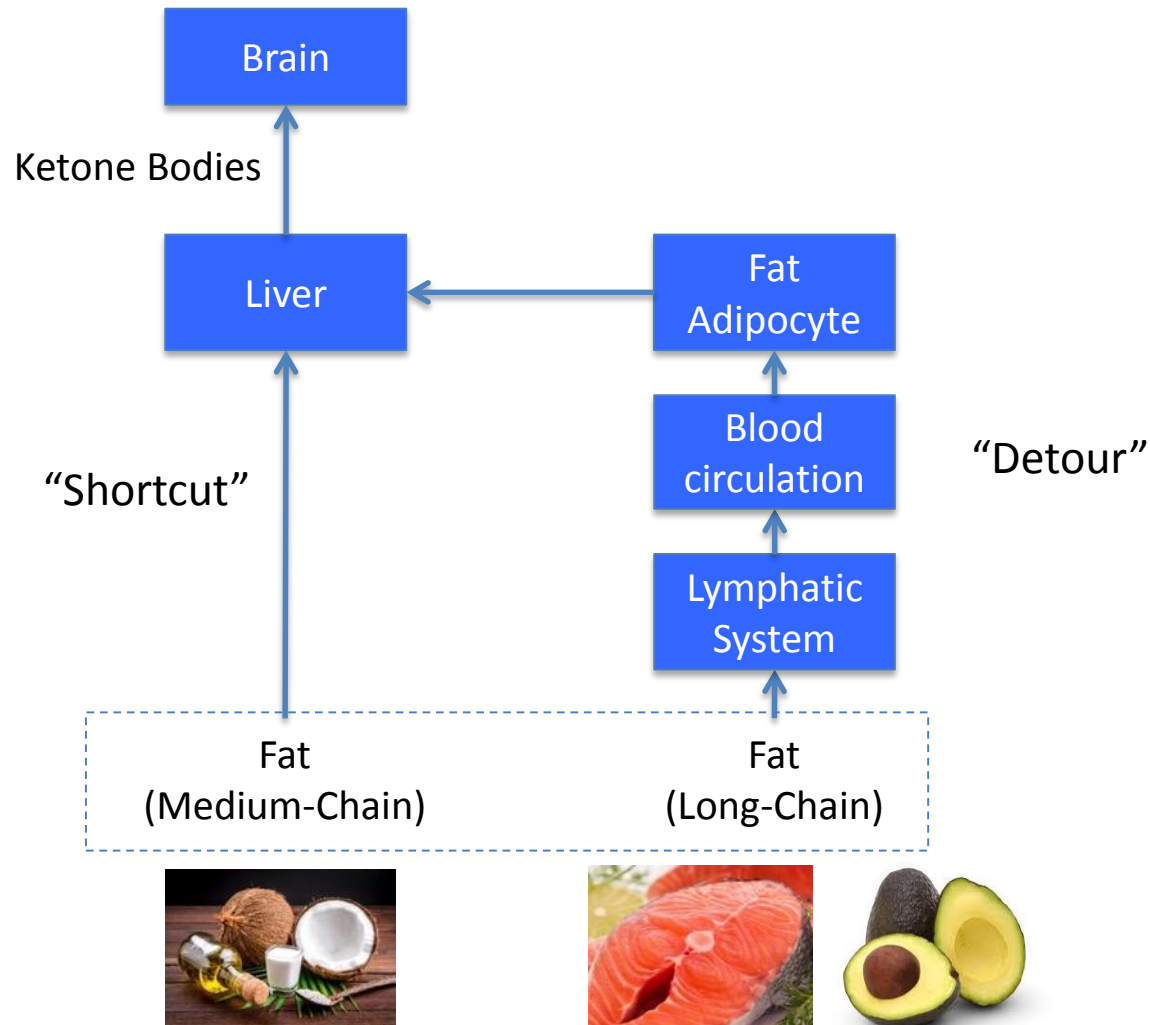 Brain
Ketone Bodies
Liver
Fat
Adipocyte
Blood
circulation
“Shortcut”
“Detour”
Lymphatic
System
Fat
(Medium-Chain)
Fat
(Long-Chain)